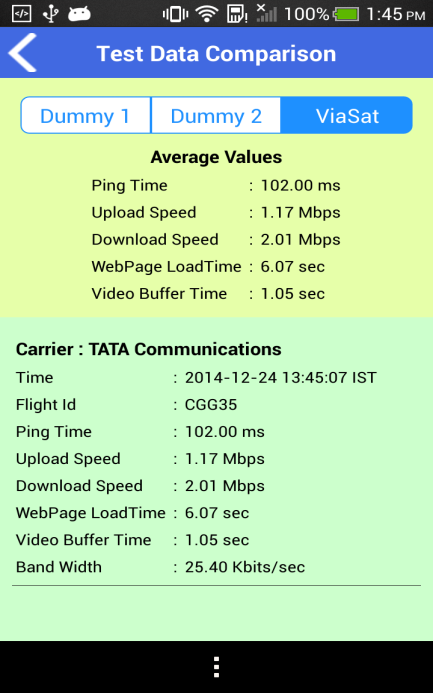 100% 1:45 PM
Test Data Comparison
Dummy 1 Dummy 2 ViaSat
Average Values
Ping Time : 102.00 ms
Upload Speed : 1.17 Mbps
Download Speed : 2.01 Mbps
WebPage LoadTime : 6.07 sec
Video Buffer Time : 1.05 sec
Carrier : TATA Communications
Time : 2014-12-24 13:45:07 IST
Flight Id : CGG35
Ping Time : 102.00 ms
Upload Speed : 1.17 Mbps
Download Speed : 2.01 Mbps
WebPage LoadTime : 6.07 sec
Video Buffer Time : 1.05 sec
Band Width : 25.40 Kbits/sec